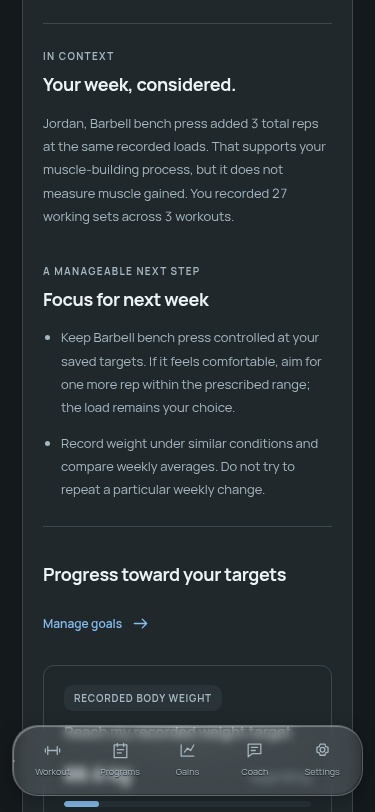 IN CONTEXT
Your week, considered.
Jordan, Barbell bench press added 3 total reps
at the same recorded loads. That supports your
muscle-building process, but it does not
measure muscle gained. You recorded 27
working sets across 3 workouts.
A MANAGEABLE NEXT STEP
Focus for next week
Keep Barbell bench press controlled at your
saved targets. If it feels comfortable, aim for
one more rep within the prescribed range;
the load remains your choice.
Record weight under similar conditions and
compare weekly averages. Do not try to
repeat a particular weekly change.
Progress toward your targets
Manage goals
RECORDED BODY WEIGHT
Reach my recorded weight target
Workout Programs Gains Coach Settings